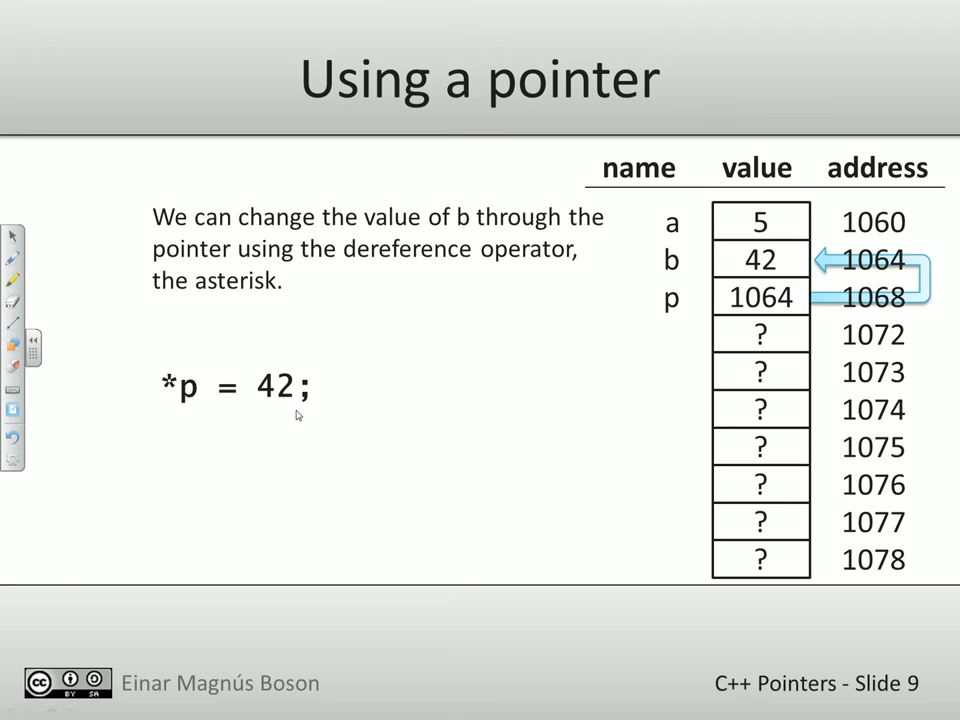 Using a pointer
name value address
We can change the value of b through the
pointer using the dereference operator,
the asterisk.
*p = 42;
a 5 1060
b 42 1064
p 1064 1068
? 1072
? 1073
? 1074
? 1075
? 1076
? 1077
? 1078
cc BY SA Einar Magnús Boson
C++ Pointers - Slide 9